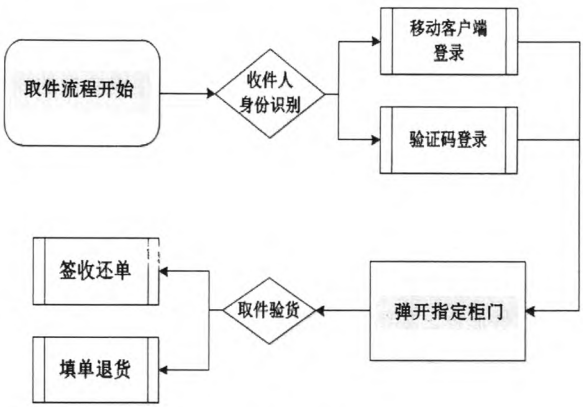 取件流程开始
收件人
身份识别
移动客户端
登录
验证码登录
弹开指定柜门
取件验货
签收还单
填单退货